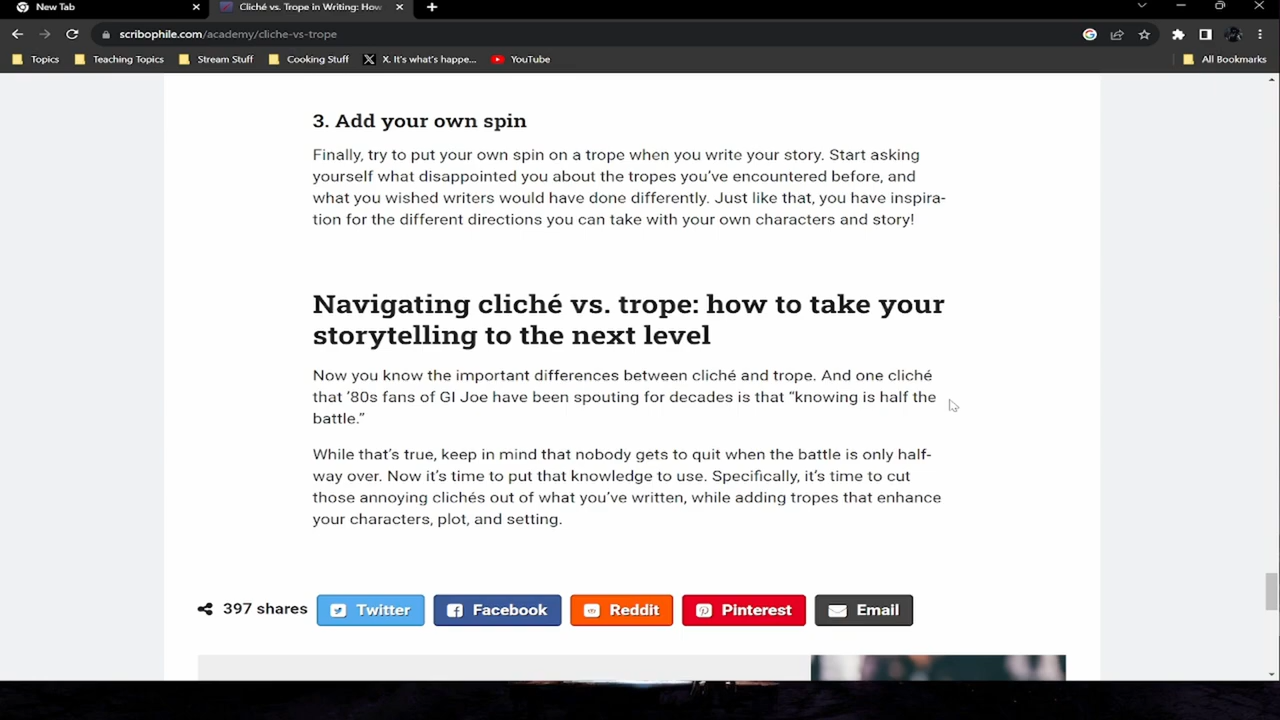 New Tab
Cliché vs. Trope in Writing: How
scribophile.com/academy/cliche-vs-trope
Topics
Teaching Topics
Stream Stuff
Cooking Stuff
X. It's what's happe...
YouTube
All Bookmarks
3. Add your own spin
Finally, try to put your own spin on a trope when you write your story. Start asking
yourself what disappointed you about the tropes you've encountered before, and
what you wished writers would have done differently. Just like that, you have inspira-
tion for the different directions you can take with your own characters and story!
Navigating cliché vs. trope: how to take your
storytelling to the next level
Now you know the important differences between cliché and trope. And one cliché
that '80s fans of GI Joe have been spouting for decades is that “knowing is half the
battle.”
While that's true, keep in mind that nobody gets to quit when the battle is only half-
way over. Now it's time to put that knowledge to use. Specifically, it's time to cut
those annoying clichés out of what you've written, while adding tropes that enhance
your characters, plot, and setting.
397 shares
Twitter
Facebook
Reddit
Pinterest
Email